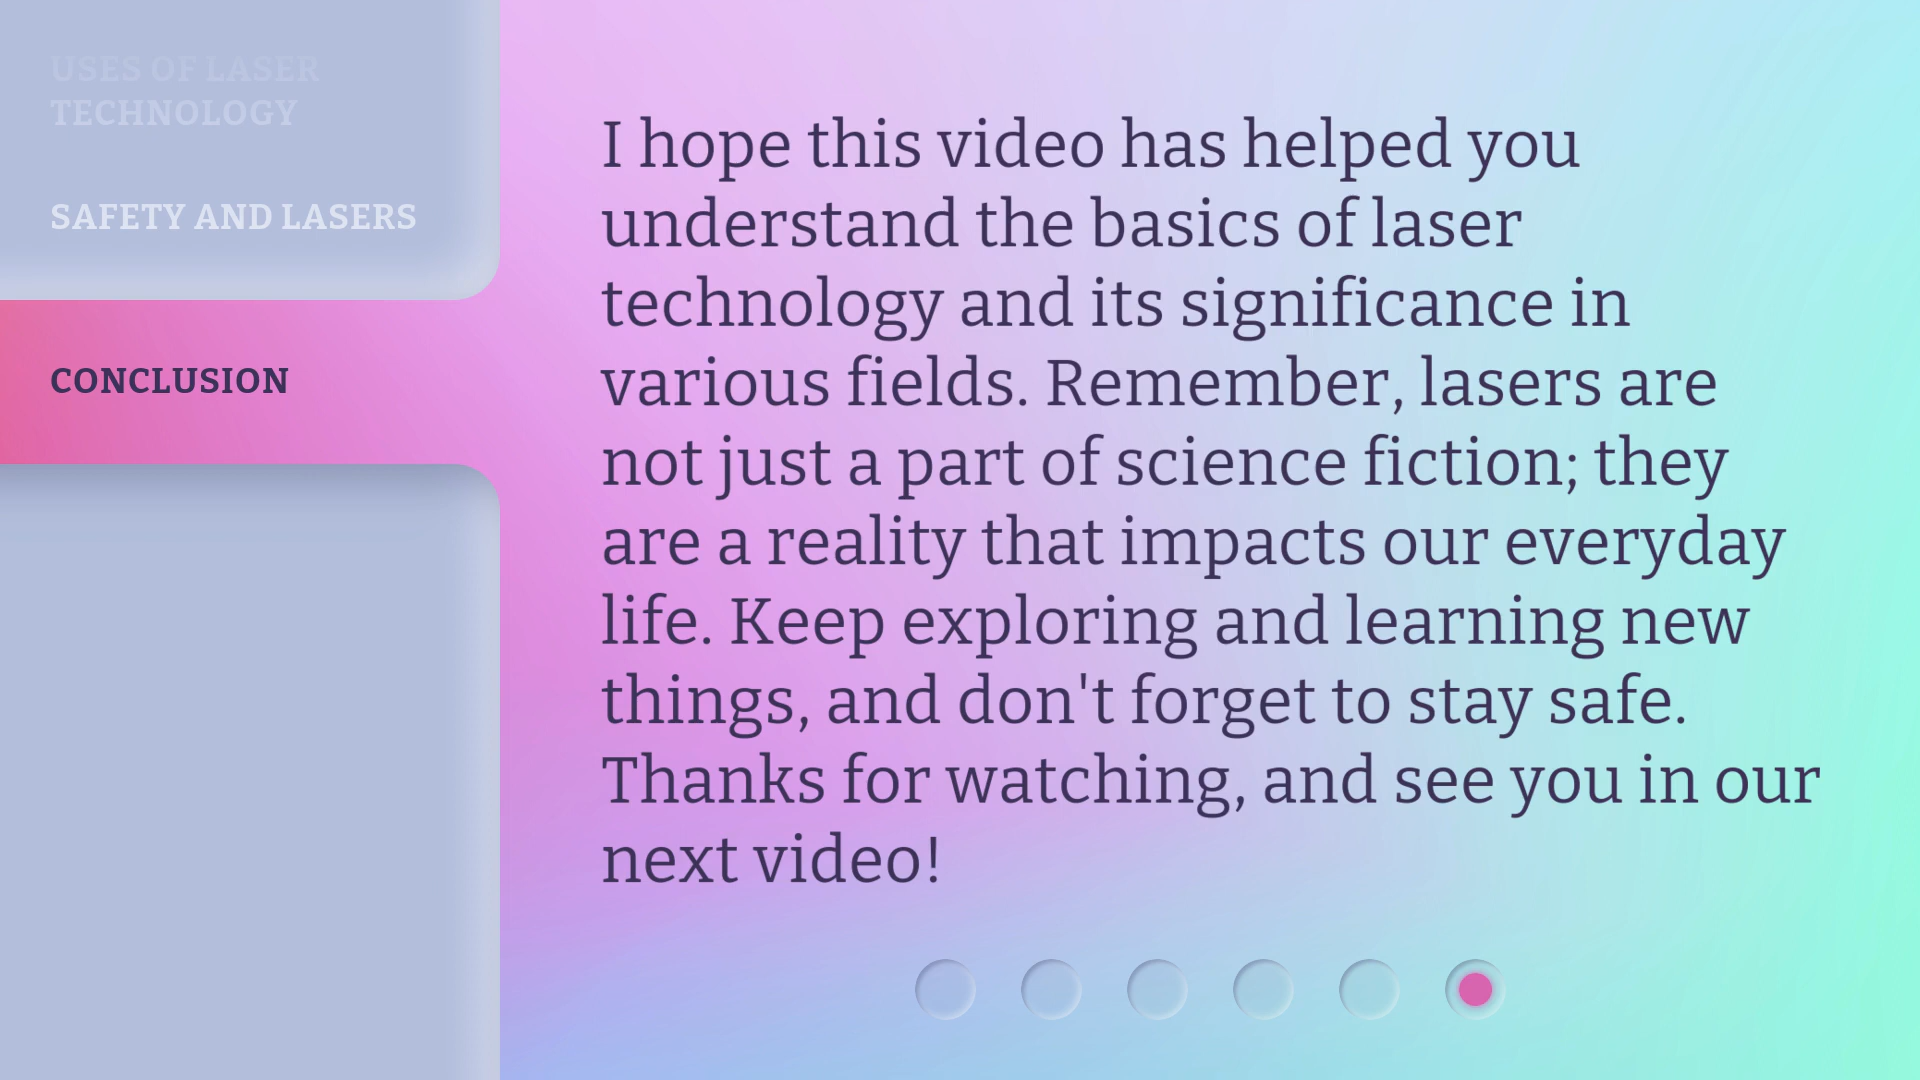 USES OF LASER
TECHNOLOGY
SAFETY AND LASERS
CONCLUSION
I hope this video has helped you
understand the basics of laser
technology and its significance in
various fields. Remember, lasers are
not just a part of science fiction; they
are a reality that impacts our everyday
life. Keep exploring and learning new
things, and don't forget to stay safe.
Thanks for watching, and see you in our
next video!